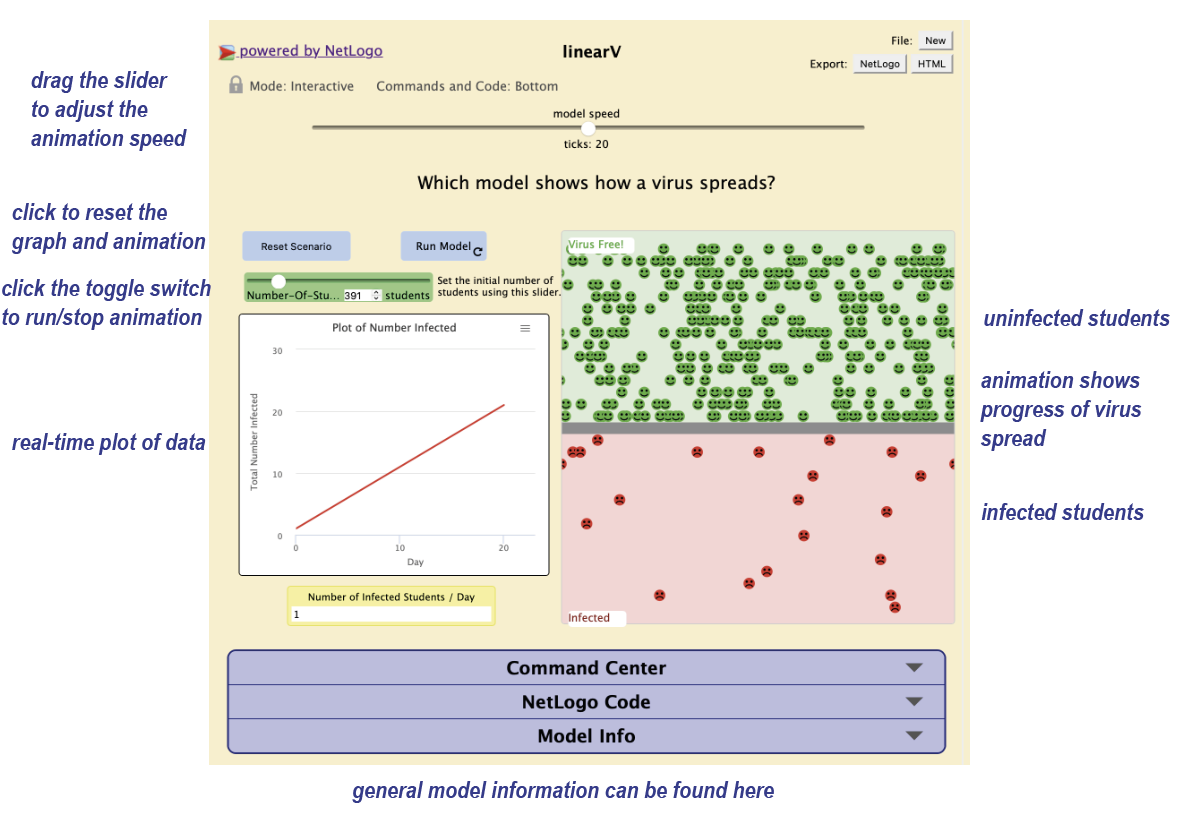 powered by NetLogo
linearV
File: New
Export: NetLogo HTML
Mode: Interactive Commands and Code: Bottom
drag the slider
to adjust the
animation speed
model speed
ticks: 20
Which model shows how a virus spreads?
click to reset the
graph and animation
Reset Scenario
Run Model
click the toggle switch
to run/stop animation
Number-Of-Stu... 391 students
Set the initial number of
students using this slider.
Virus Free!
uninfected students
animation shows
progress of virus
spread
real-time plot of data
Plot of Number Infected
Total Number Infected
30
20
10
0
0 10 20
Day
infected students
Number of Infected Students / Day
1
Infected
Command Center
NetLogo Code
Model Info
general model information can be found here